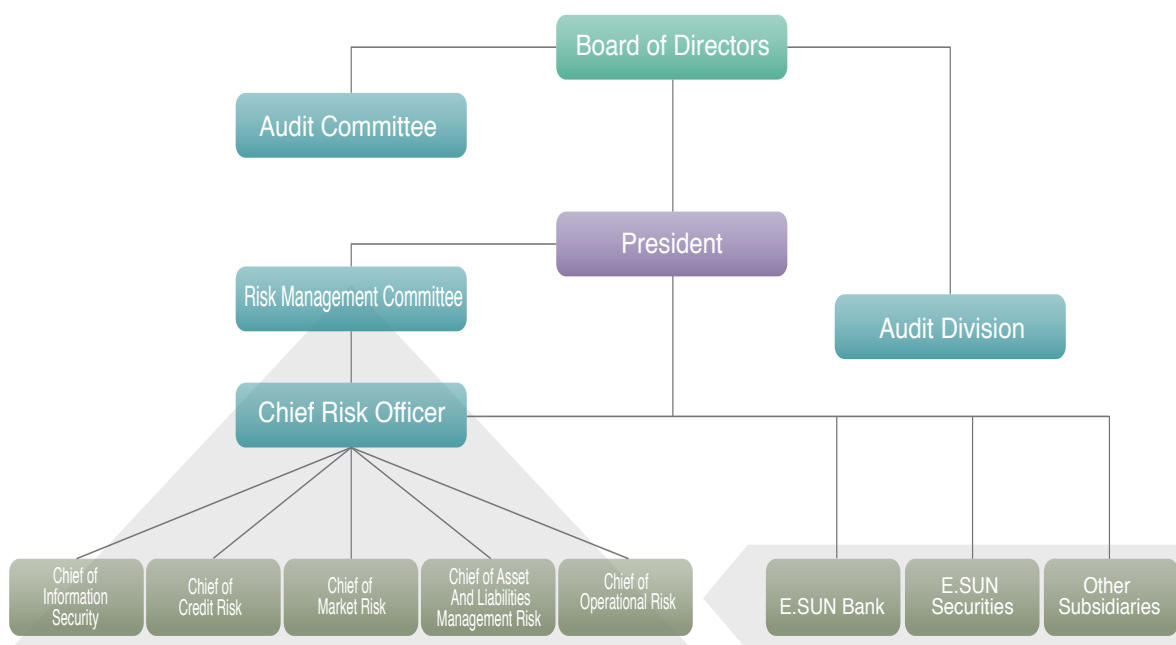 Board of Directors
Audit Committee
President
Risk Management Committee
Audit Division
Chief Risk Officer
Chief of
Information
Security
Chief of
Credit Risk
Chief of
Market Risk
Chief of Asset
And Liabilities
Management Risk
Chief of
Operational Risk
E.SUN Bank
E.SUN
Securities
Other
Subsidiaries